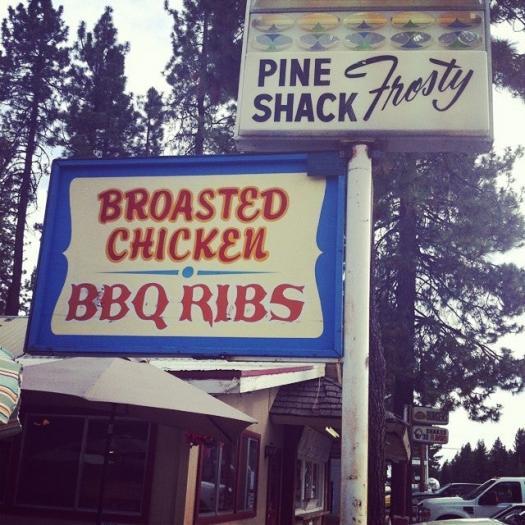 PINE
SHACK Frosty
BROASTED
CHICKEN
BBQ RIBS